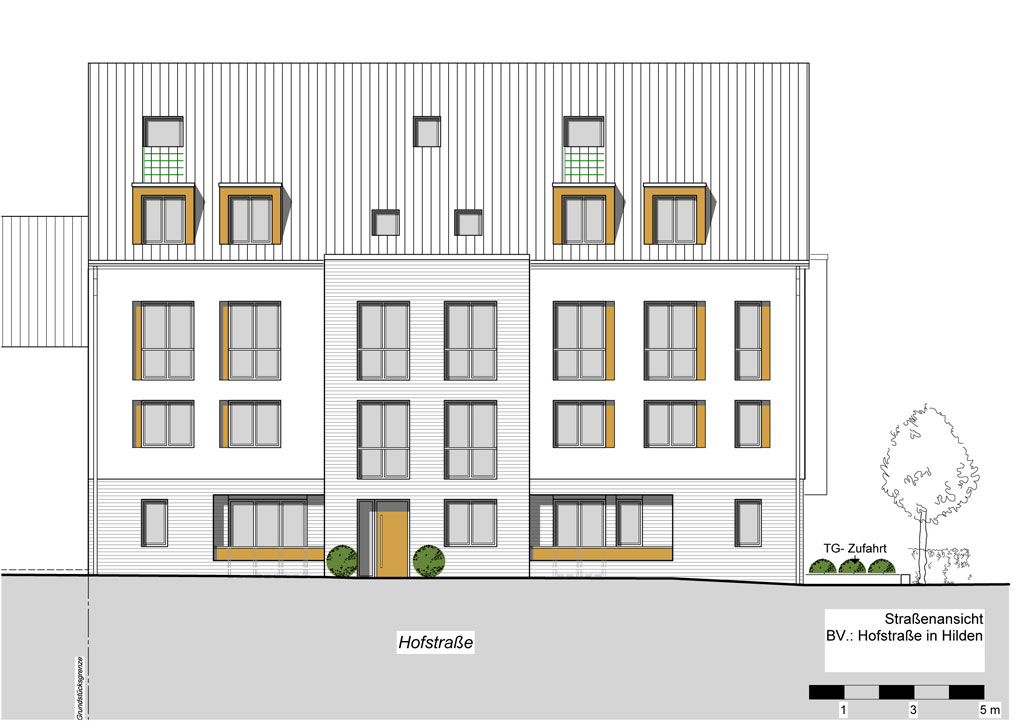 TG- Zufahrt
Straßenansicht
BV.: Hofstraße in Hilden
Hofstraße
Grundstücksgrenze
1 3 5 m